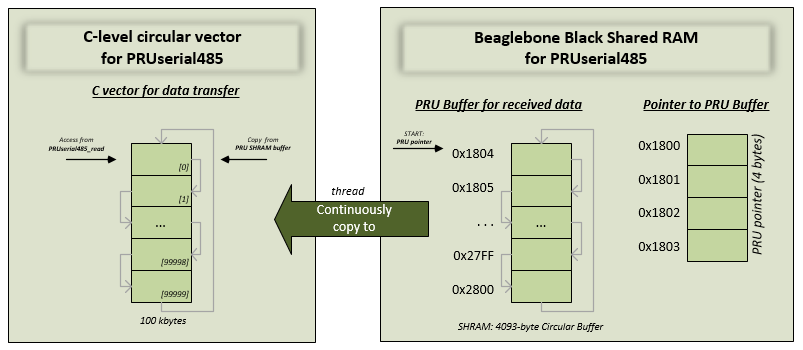 C-level circular vector
for PRUserial485
C vector for data transfer
Access from
PRUserial485_read
Copy from
PRU SHRAM buffer
[0]
[1]
...
[99998]
[99999]
100 kbytes
thread
Continuously
copy to
Beaglebone Black Shared RAM
for PRUserial485
PRU Buffer for received data
START:
PRU pointer
0x1804
0x1805
. . .
...
0x27FF
0x2800
SHRAM: 4093-byte Circular Buffer
Pointer to PRU Buffer
0x1800
0x1801
0x1802
0x1803
PRU pointer (4 bytes)